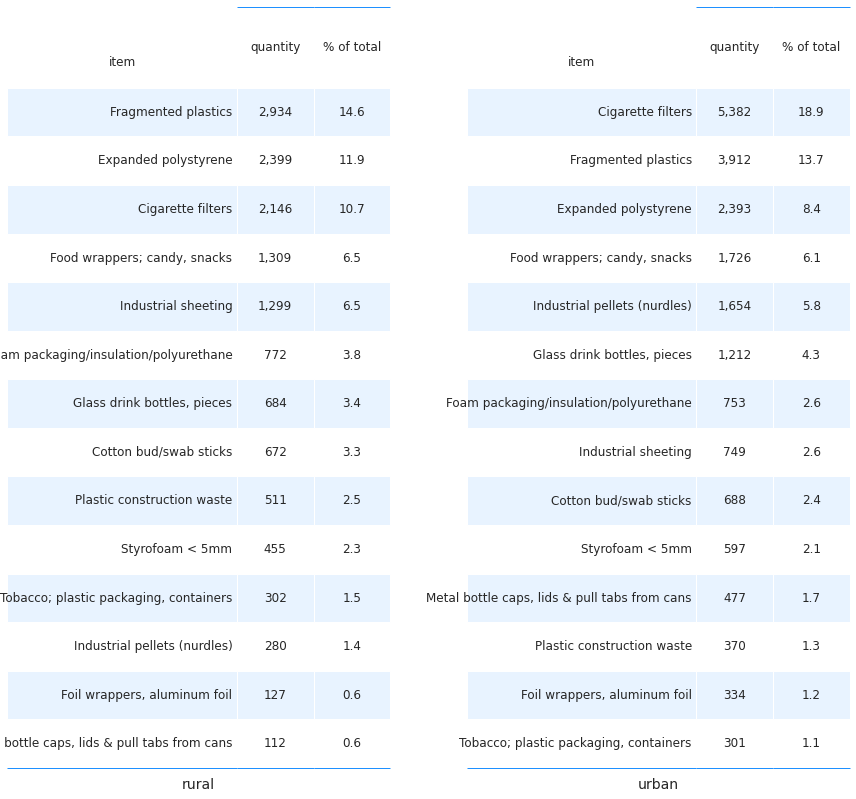 item quantity % of total
Fragmented plastics 2,934 14.6
Expanded polystyrene 2,399 11.9
Cigarette filters 2,146 10.7
Food wrappers; candy, snacks 1,309 6.5
Industrial sheeting 1,299 6.5
am packaging/insulation/polyurethane 772 3.8
Glass drink bottles, pieces 684 3.4
Cotton bud/swab sticks 672 3.3
Plastic construction waste 511 2.5
Styrofoam < 5mm 455 2.3
Tobacco; plastic packaging, containers 302 1.5
Industrial pellets (nurdles) 280 1.4
Foil wrappers, aluminum foil 127 0.6
bottle caps, lids & pull tabs from cans 112 0.6
rural
item quantity % of total
Cigarette filters 5,382 18.9
Fragmented plastics 3,912 13.7
Expanded polystyrene 2,393 8.4
Food wrappers; candy, snacks 1,726 6.1
Industrial pellets (nurdles) 1,654 5.8
Glass drink bottles, pieces 1,212 4.3
Foam packaging/insulation/polyurethane 753 2.6
Industrial sheeting 749 2.6
Cotton bud/swab sticks 688 2.4
Styrofoam < 5mm 597 2.1
Metal bottle caps, lids & pull tabs from cans 477 1.7
Plastic construction waste 370 1.3
Foil wrappers, aluminum foil 334 1.2
Tobacco; plastic packaging, containers 301 1.1
urban